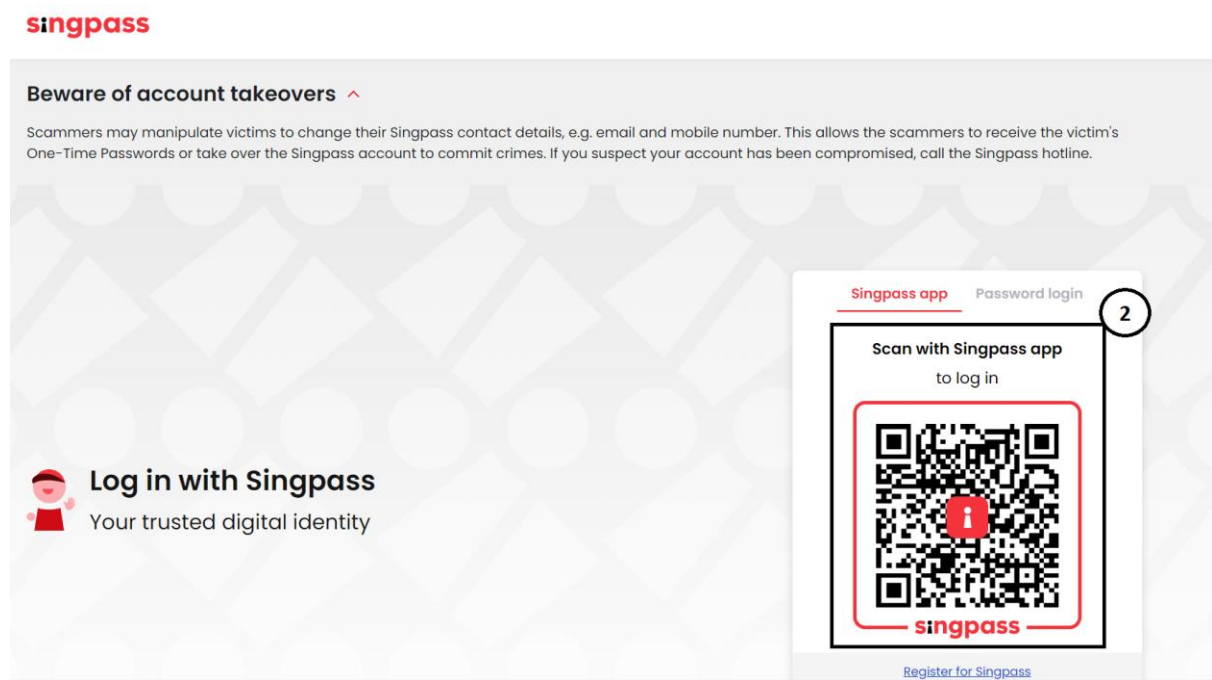 singpass
Beware of account takeovers
Scammers may manipulate victims to change their Singpass contact details, e.g. email and mobile number. This allows the scammers to receive the victim's
One-Time Passwords or take over the Singpass account to commit crimes. If you suspect your account has been compromised, call the Singpass hotline.
Singpass app Password login
2
Scan with Singpass app
to log in
Log in with Singpass
Your trusted digital identity
singpass
Register for Singpass